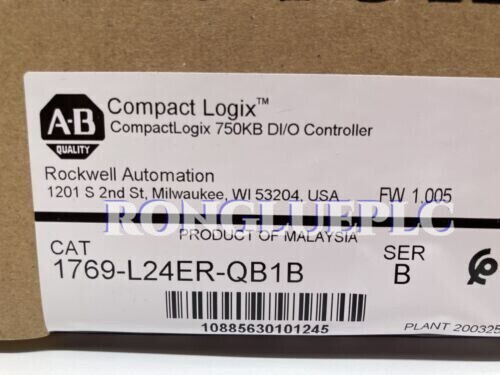 A-B
QUALITY
Compact Logix™
CompactLogix 750KB DI/O Controller
Rockwell Automation
1201 S 2nd St, Milwaukee, WI 53204, USA FW 1.005
RONGLUEPLC
PRODUCT OF MALAYSIA
CAT
1769-L24ER-QB1B
SER
B
10885630101245
PLANT 200325